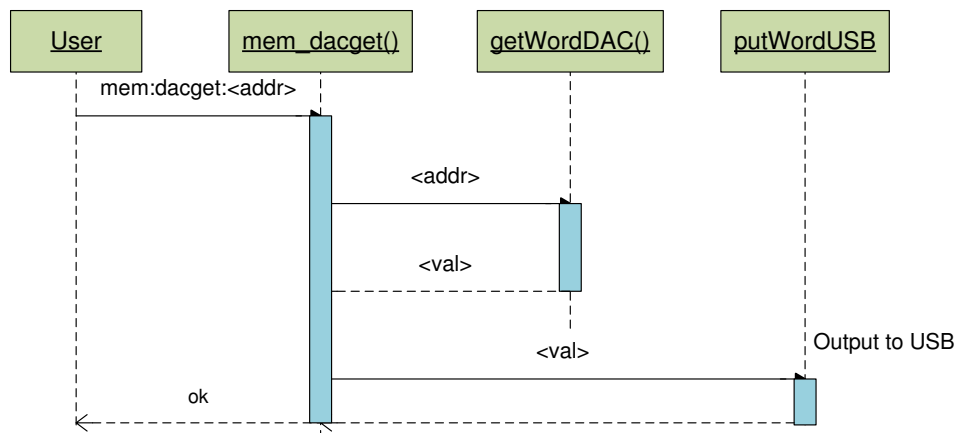 User
mem_dacget()
getWordDAC()
putWordUSB
mem:dacget:<addr>
<addr>
<val>
<val>
Output to USB
ok